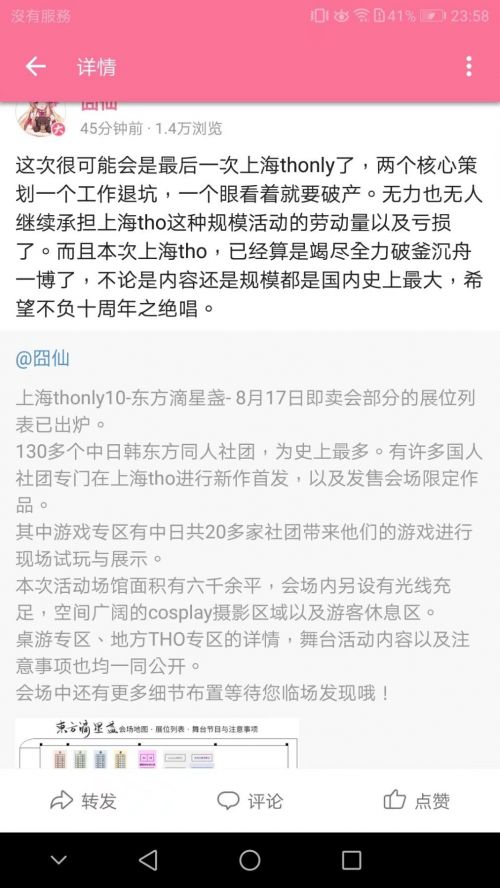 沒有服務
41%
23:58
详情
囧仙
45分钟前 · 1.4万浏览
这次很可能会是最后一次上海thonly了，两个核心策
划一个工作退坑，一个眼看着就要破产。无力也无人
继续承担上海tho这种规模活动的劳动量以及亏损
了。而且本次上海tho，已经算是竭尽全力破釜沉舟
一博了，不论是内容还是规模都是国内史上最大，希
望不负十周年之绝唱。
@囧仙
上海thonly10-东方滴星盏- 8月17日即卖会部分的展位列
表已出炉。
130多个中日韩东方同人社团，为史上最多。有许多国人
社团专门在上海tho进行新作首发，以及发售会场限定作
品。
其中游戏专区有中日共20多家社团带来他们的游戏进行
现场试玩与展示。
本次活动场馆面积有六千余平，会场内另设有光线充
足，空间广阔的cosplay摄影区域以及游客休息区。
桌游专区、地方THO专区的详情，舞台活动内容以及注
意事项也均一同公开。
会场中还有更多细节布置等待您临场发现哦！
東方滴星盏 会场地图 · 展位列表 · 舞台节目与注意事项
转发
评论
点赞